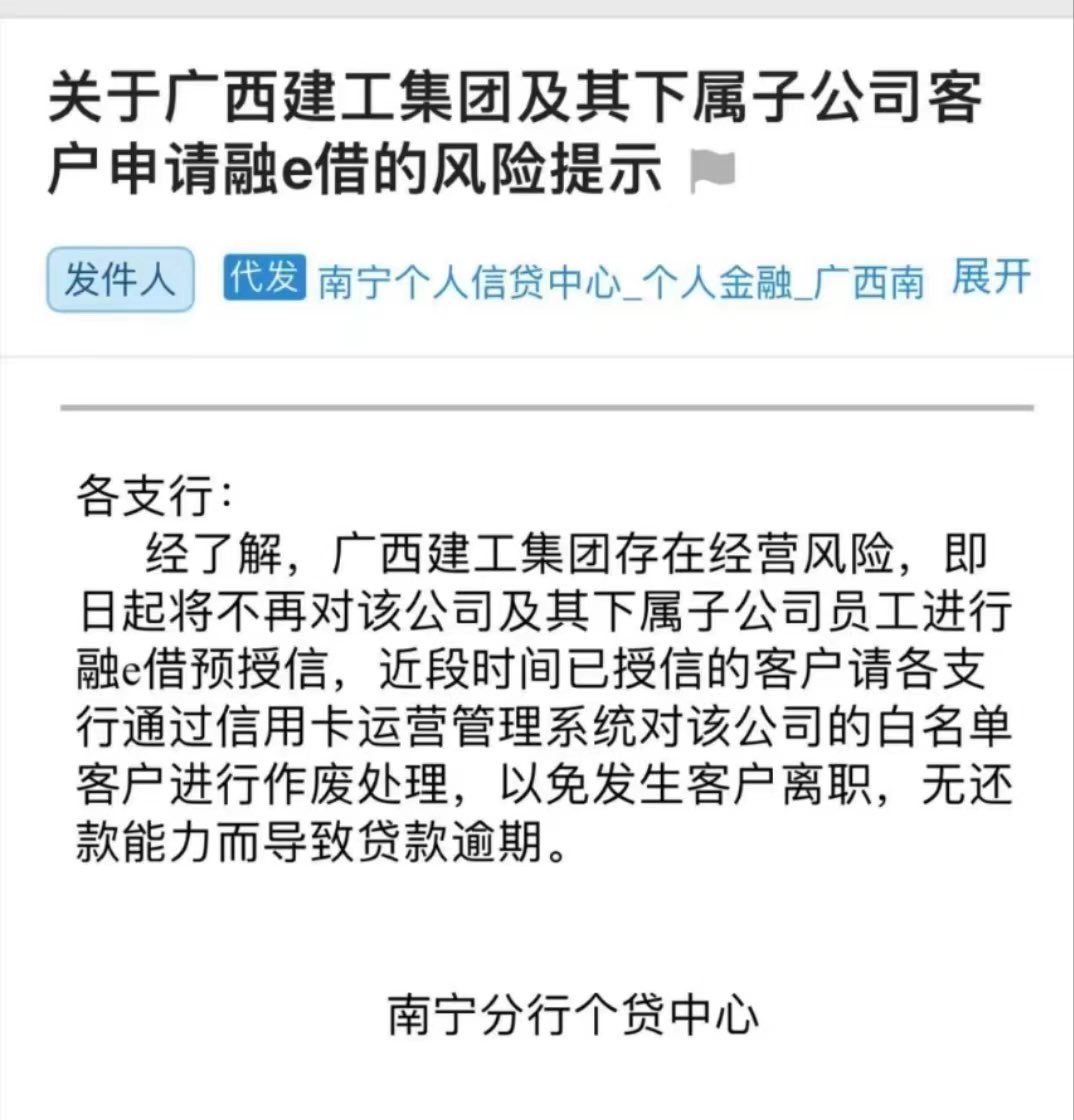 关于广西建工集团及其下属子公司客
户申请融e借的风险提示
发件人 代发 南宁个人信贷中心_个人金融_广西南 展开
各支行：
经了解，广西建工集团存在经营风险，即
日起将不再对该公司及其下属子公司员工进行
融e借预授信，近段时间已授信的客户请各支
行通过信用卡运营管理系统对该公司的白名单
客户进行作废处理，以免发生客户离职，无还
款能力而导致贷款逾期。
南宁分行个贷中心